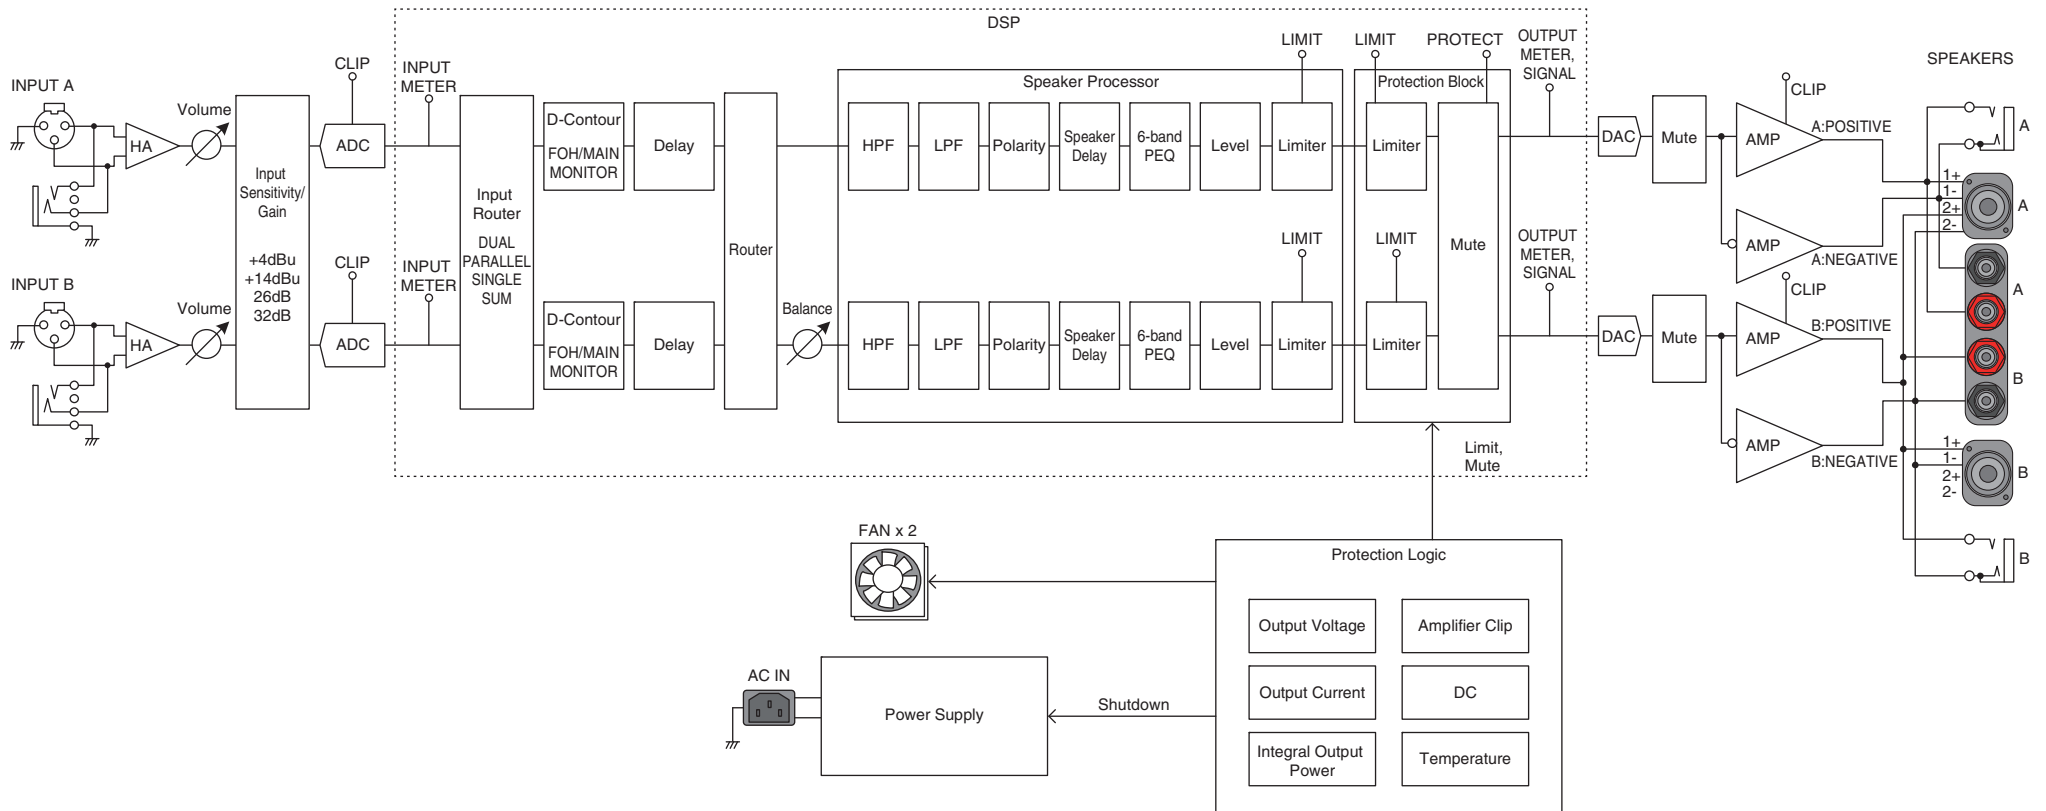 DSP
INPUT A
Volume
HA
INPUT B
Volume
HA
Input
Sensitivity/
Gain
+4dBu
+14dBu
26dB
32dB
CLIP
ADC
CLIP
ADC
INPUT
METER
INPUT
METER
Input
Router
DUAL
PARALLEL
SINGLE
SUM
D-Contour
FOH/MAIN
MONITOR
Delay
D-Contour
FOH/MAIN
MONITOR
Delay
Router
Balance
Speaker Processor
LIMIT
HPF
LPF
Polarity
Speaker
Delay
6-band
PEQ
Level
Limiter
LIMIT
HPF
LPF
Polarity
Speaker
Delay
6-band
PEQ
Level
Limiter
LIMIT
PROTECT
Protection Block
Limiter
LIMIT
Limiter
Mute
OUTPUT
METER,
SIGNAL
OUTPUT
METER,
SIGNAL
Limit,
Mute
DAC
Mute
DAC
Mute
CLIP
AMP
A:POSITIVE
AMP
A:NEGATIVE
CLIP
AMP
B:POSITIVE
AMP
B:NEGATIVE
SPEAKERS
A
1+
1-
2+
2-
A
A
B
1+
1-
2+
2-
B
B
FAN x 2
AC IN
Power Supply
Shutdown
Protection Logic
Output Voltage
Amplifier Clip
Output Current
DC
Integral Output
Power
Temperature